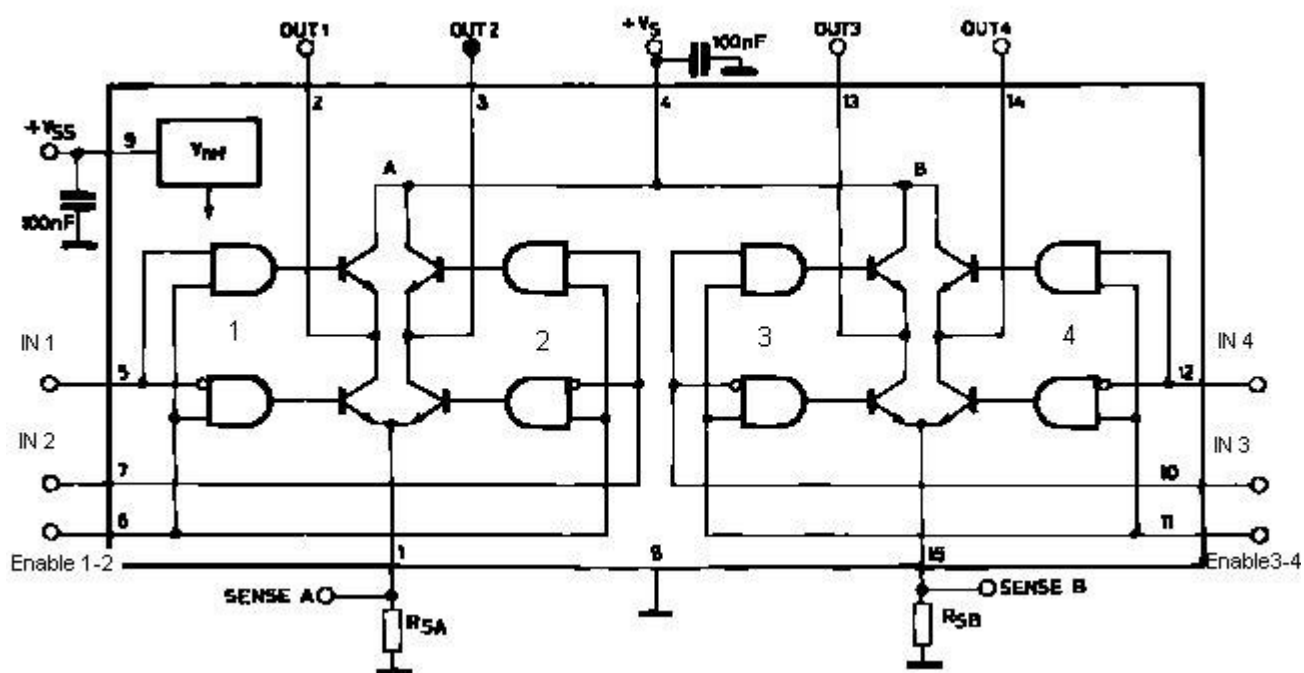 OUT1
OUT2
+VS
100nF
OUT3
OUT4
2
3
4
13
14
+VSS
9
Vref
100nF
A
B
1
2
3
4
IN 1
5
IN 4
12
IN 2
7
IN 3
10
6
11
Enable 1-2
1
8
15
Enable3-4
SENSE A
SENSE B
RSA
RSB